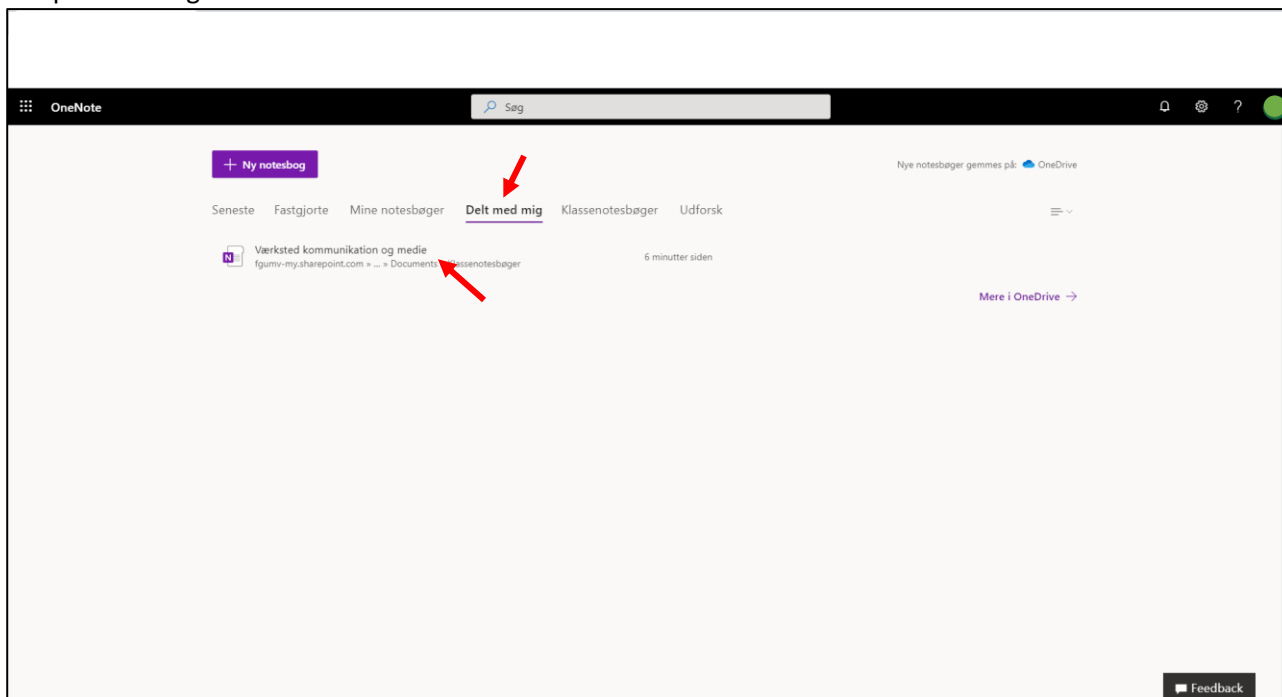 OneNote
Søg
+ Ny notesbog
Nye notesbøger gemmes på: OneDrive
Seneste Fastgjorte Mine notesbøger Delt med mig Klassenotesbøger Udforsk
Værksted kommunikation og medie
fgumv-my.sharepoint.com » ... » Documents
6 minutter siden
Mere i OneDrive →
Feedback